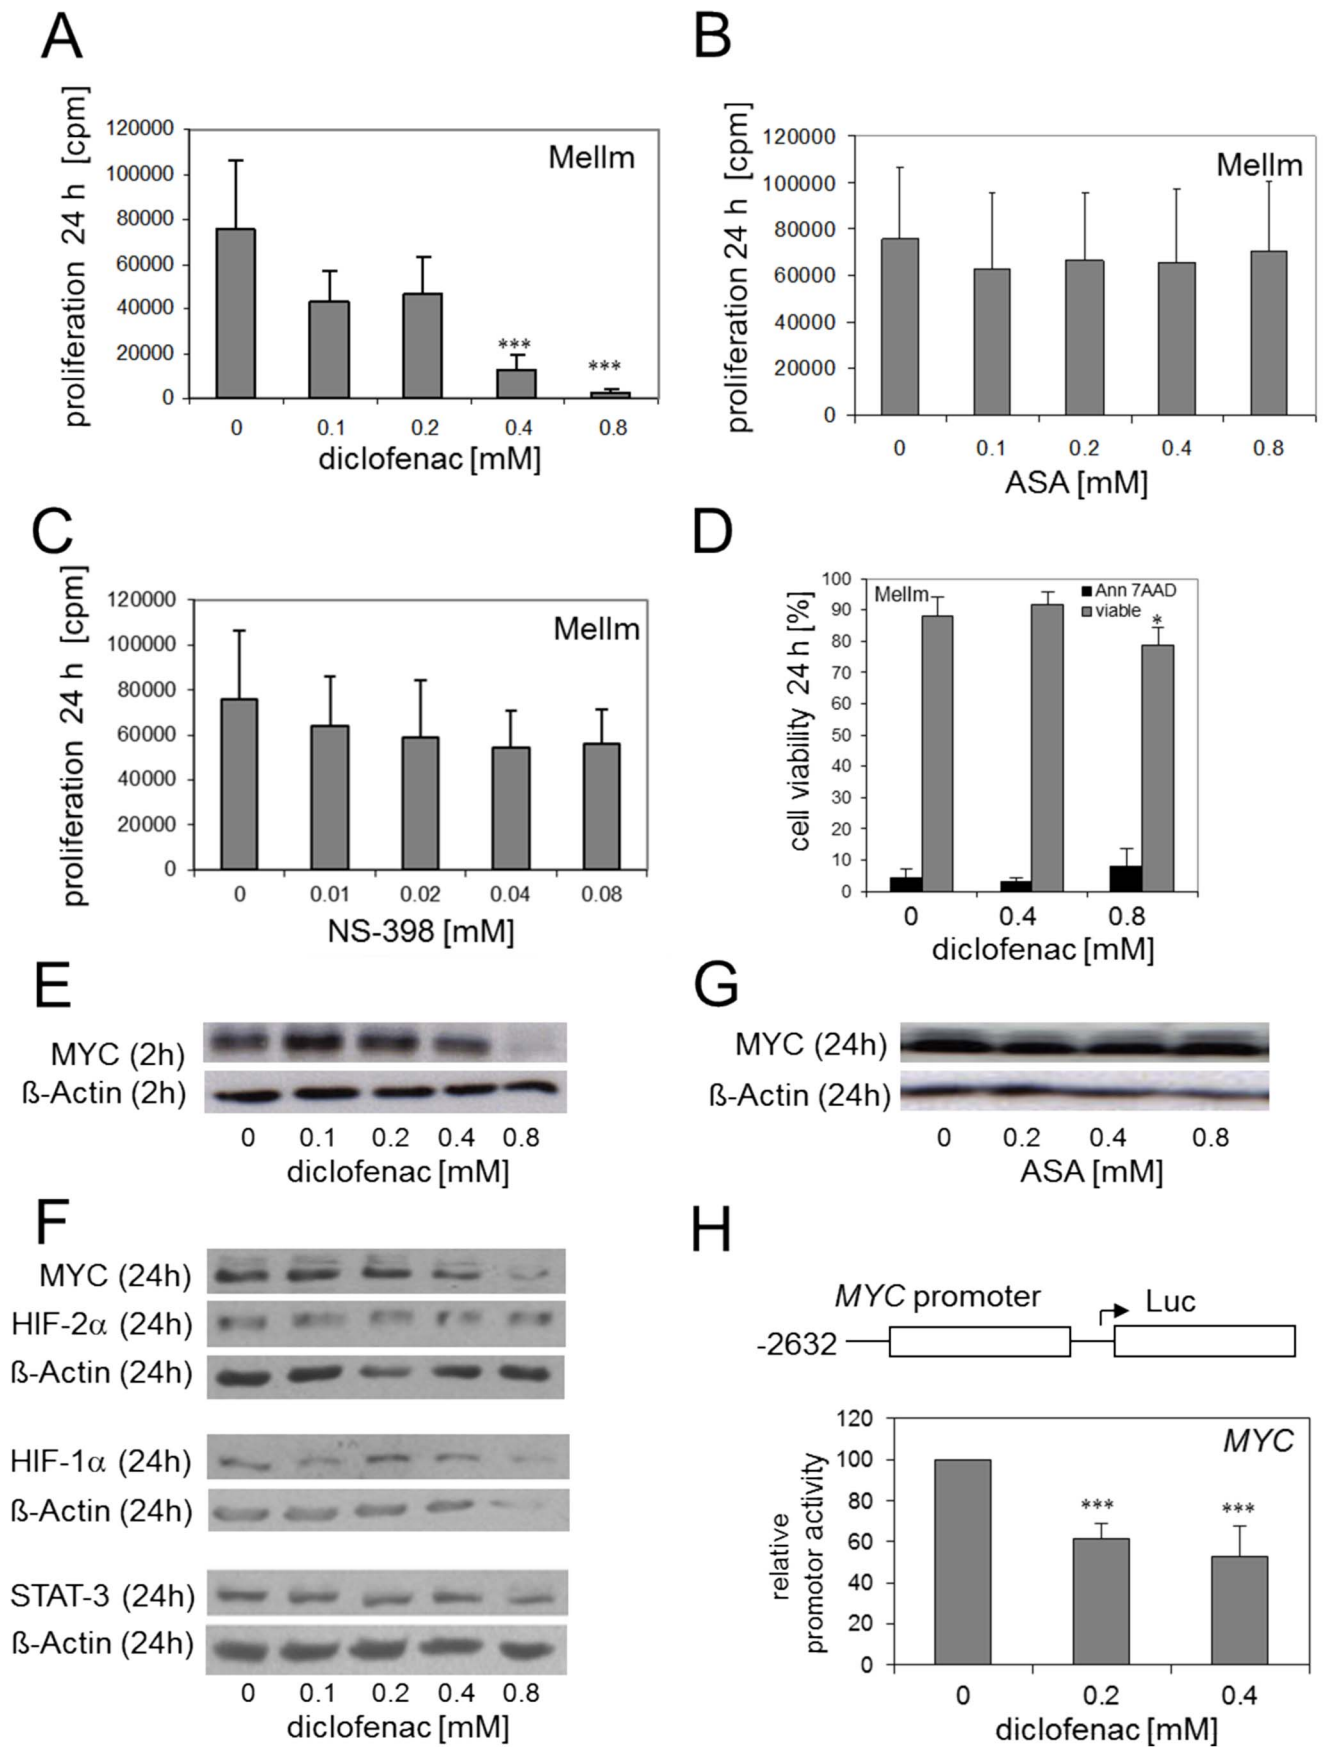 A
proliferation 24 h [cpm]
120000
100000
80000
60000
40000
20000
0
MelIm
***
***
0 0.1 0.2 0.4 0.8
diclofenac [mM]
B
proliferation 24 h [cpm]
120000
100000
80000
60000
40000
20000
0
MelIm
0 0.1 0.2 0.4 0.8
ASA [mM]
C
proliferation 24 h [cpm]
120000
100000
80000
60000
40000
20000
0
MelIm
0 0.01 0.02 0.04 0.08
NS-398 [mM]
D
cell viability 24 h [%]
100
90
80
70
60
50
40
30
20
10
0
MelIm
Ann 7AAD
viable
*
0 0.4 0.8
diclofenac [mM]
E
MYC (2h)
ß-Actin (2h)
0 0.1 0.2 0.4 0.8
diclofenac [mM]
G
MYC (24h)
ß-Actin (24h)
0 0.2 0.4 0.8
ASA [mM]
F
MYC (24h)
HIF-2α (24h)
ß-Actin (24h)
HIF-1α (24h)
ß-Actin (24h)
STAT-3 (24h)
ß-Actin (24h)
0 0.1 0.2 0.4 0.8
diclofenac [mM]
H
MYC promoter
Luc
-2632
relative
promotor activity
120
100
80
60
40
20
0
MYC
***
***
0 0.2 0.4
diclofenac [mM]